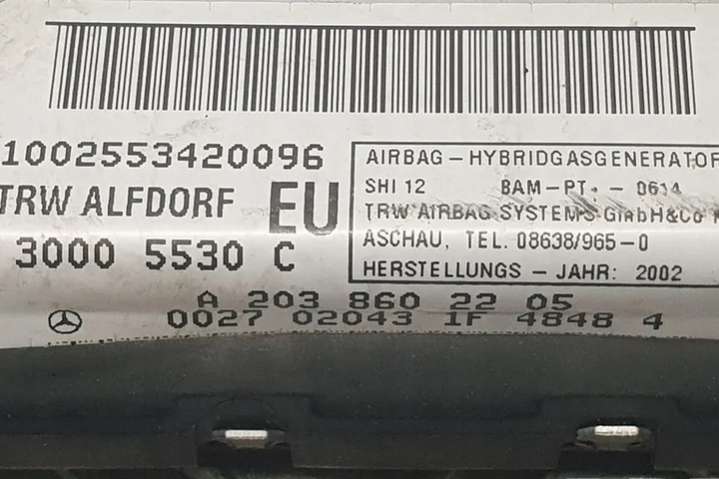 1002553420096
TRW ALFDORF EU
3000 5530 C
AIRBAG-HYBRIDGASGENERATOR
SHI 12 BAM-PT - 0614
TRW AIRBAG SYSTEMS GmbH&Co
ASCHAU, TEL. 08638/965-0
HERSTELLUNGS - JAHR: 2002
A 203 860 22 05
0027 02043 1F 4848 4